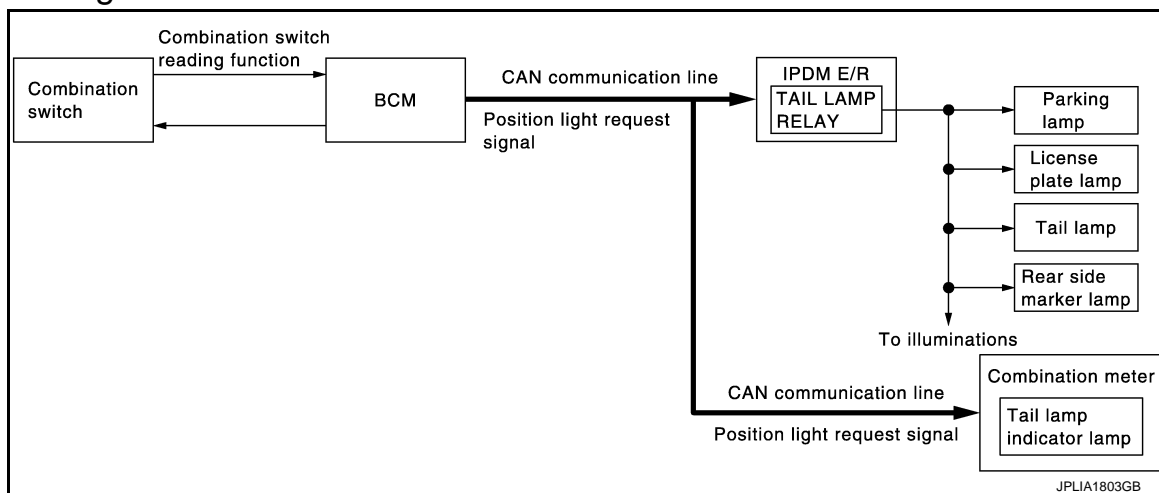 Combination switch
reading function
Combination
switch
BCM
CAN communication line
Position light request
signal
IPDM E/R
TAIL LAMP
RELAY
Parking
lamp
License
plate lamp
Tail lamp
Rear side
marker lamp
To illuminations
CAN communication line
Position light request signal
Combination meter
Tail lamp
indicator lamp
JPLIA1803GB